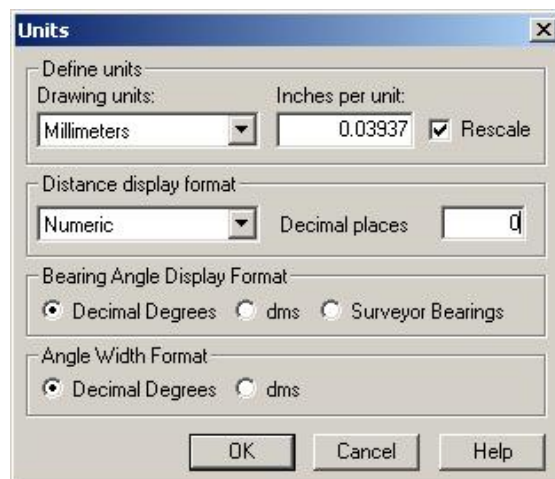 Units
Define units
Drawing units: Inches per unit:
Millimeters 0.03937 Rescale
Distance display format
Numeric Decimal places 0
Bearing Angle Display Format
Decimal Degrees dms Surveyor Bearings
Angle Width Format
Decimal Degrees dms
OK Cancel Help